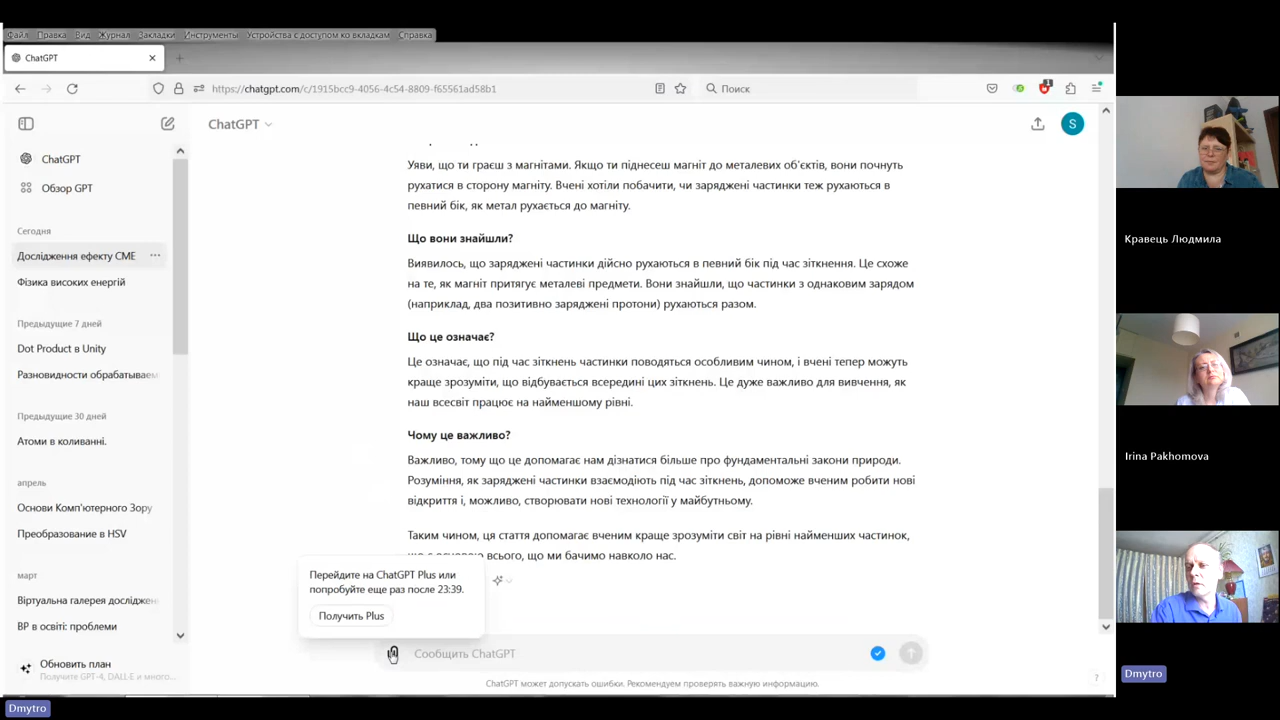 Файл Правка Вид Журнал Закладки Инструменты Устройства с доступом ко вкладкам Справка
ChatGPT
https://chatgpt.com/c/1915bcc9-4056-4c54-8809-f65561ad58b1
Поиск
1
ChatGPT
S
ChatGPT
Обзор GPT
Сегодня
Дослідження ефекту CME
Фізика високих енергій
Предыдущие 7 дней
Dot Product в Unity
Разновидности обрабатываем
Предыдущие 30 дней
Атоми в коливанні.
апрель
Основи Комп'ютерного Зору
Преобразование в HSV
март
Віртуальна галерея досліджен
ВР в освіті: проблеми
Обновить план
Получите GPT-4, DALL-E и много...
Уяви, що ти граєш з магнітами. Якщо ти піднесеш магніт до металевих об'єктів, вони почнуть
рухатися в сторону магніту. Вчені хотіли побачити, чи заряджені частинки теж рухаються в
певний бік, як метал рухається до магніту.
Що вони знайшли?
Виявилось, що заряджені частинки дійсно рухаються в певний бік під час зіткнення. Це схоже
на те, як магніт притягує металеві предмети. Вони знайшли, що частинки з однаковим зарядом
(наприклад, два позитивно заряджені протони) рухаються разом.
Що це означає?
Це означає, що під час зіткнень частинки поводяться особливим чином, і вчені тепер можуть
краще зрозуміти, що відбувається всередині цих зіткнень. Це дуже важливо для вивчення, як
наш всесвіт працює на найменшому рівні.
Чому це важливо?
Важливо, тому що це допомагає нам дізнатися більше про фундаментальні закони природи.
Розуміння, як заряджені частинки взаємодіють під час зіткнень, допоможе вченим робити нові
відкриття і, можливо, створювати нові технології у майбутньому.
Таким чином, ця стаття допомагає вченим краще зрозуміти світ на рівні найменших частинок,
всього, що ми бачимо навколо нас.
Перейдите на ChatGPT Plus или
попробуйте еще раз после 23:39.
Получить Plus
Сообщить ChatGPT
ChatGPT может допускать ошибки. Рекомендуем проверять важную информацию.
?
Кравець Людмила
Irina Pakhomova
Dmytro
Dmytro